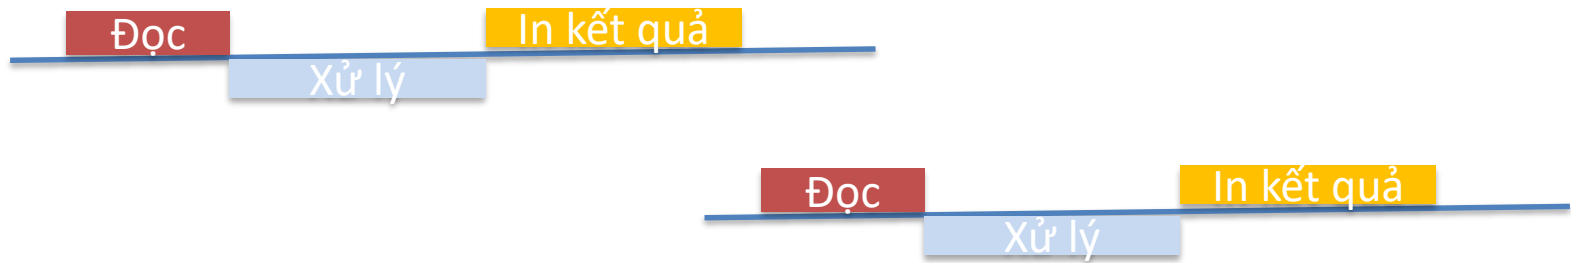 Đọc
In kết quả
Xử lý
Đọc
In kết quả
Xử lý